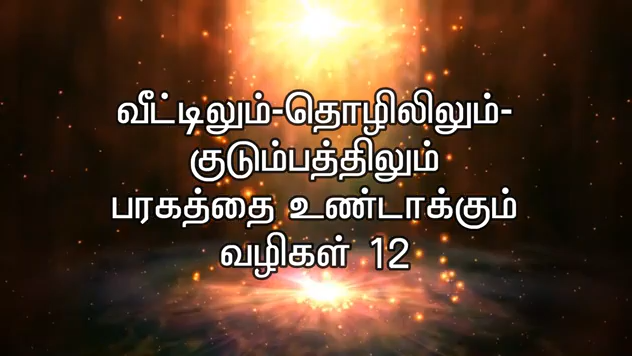 வீட்டிலும்-தொழிலிலும்-
குடும்பத்திலும்
பரகத்தை உண்டாக்கும்
வழிகள் 12